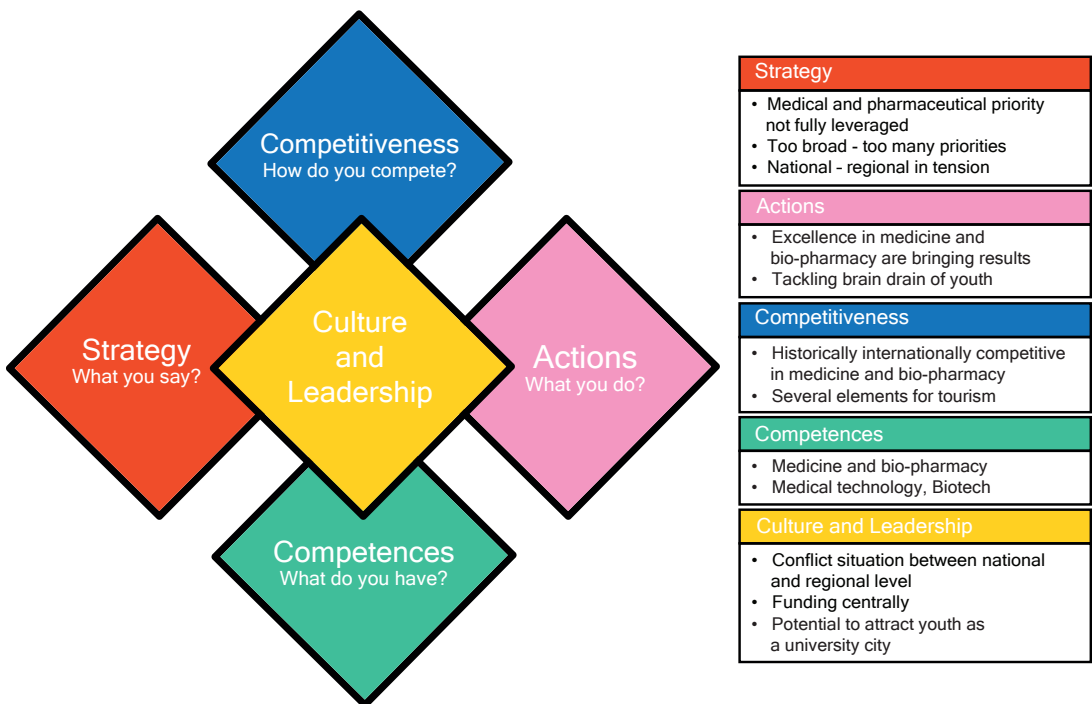 Competitiveness
How do you compete?
Strategy
What you say?
Culture
and
Leadership
Actions
What you do?
Competences
What do you have?
Strategy
• Medical and pharmaceutical priority
not fully leveraged
• Too broad - too many priorities
• National - regional in tension
Actions
• Excellence in medicine and
bio-pharmacy are bringing results
• Tackling brain drain of youth
Competitiveness
• Historically internationally competitive
in medicine and bio-pharmacy
• Several elements for tourism
Competences
• Medicine and bio-pharmacy
• Medical technology, Biotech
Culture and Leadership
• Conflict situation between national
and regional level
• Funding centrally
• Potential to attract youth as
a university city